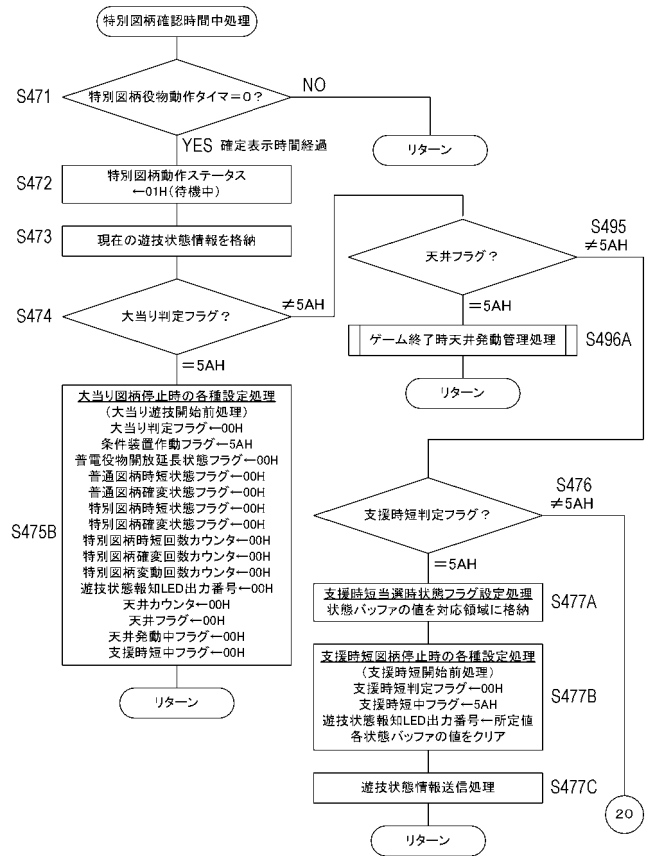 特別図柄確認時間中処理
S471
特別図柄役物動作タイマ=0?
NO
リターン
YES 確定表示時間経過
S472
特別図柄動作ステータス
←01H(待機中)
S473
現在の遊技状態情報を格納
S474
大当り判定フラグ?
≠5AH
=5AH
天井フラグ?
S495
≠5AH
=5AH
ゲーム終了時天井発動管理処理
S496A
リターン
S475B
大当り図柄停止時の各種設定処理
(大当り遊技開始前処理)
大当り判定フラグ←00H
条件装置作動フラグ←5AH
普電役物開放延長状態フラグ←00H
普通図柄時短状態フラグ←00H
普通図柄確変状態フラグ←00H
特別図柄時短状態フラグ←00H
特別図柄確変状態フラグ←00H
特別図柄時短回数カウンタ←00H
特別図柄確変回数カウンタ←00H
特別図柄変動回数カウンタ←00H
遊技状態報知LED出力番号←00H
天井カウンタ←00H
天井フラグ←00H
天井発動中フラグ←00H
支援時短中フラグ←00H
リターン
支援時短判定フラグ?
S476
≠5AH
=5AH
支援時短当選時状態フラグ設定処理
状態バッファの値を対応領域に格納
S477A
支援時短図柄停止時の各種設定処理
(支援時短開始前処理)
支援時短判定フラグ←00H
支援時短中フラグ←5AH
遊技状態報知LED出力番号←所定値
各状態バッファの値をクリア
S477B
遊技状態情報送信処理
S477C
リターン
20